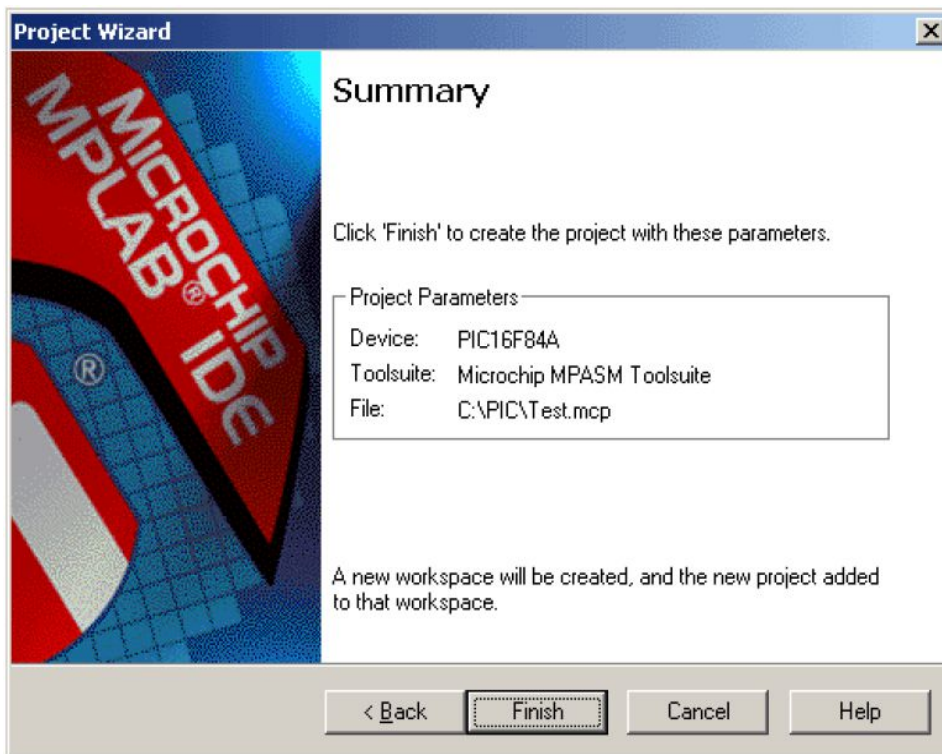 Project Wizard
MICROCHIP
MPLAB® IDE
®
Summary
Click 'Finish' to create the project with these parameters.
Project Parameters
Device: PIC16F84A
Toolsuite: Microchip MPASM Toolsuite
File: C:\PIC\Test.mcp
A new workspace will be created, and the new project added
to that workspace.
< Back Finish Cancel Help